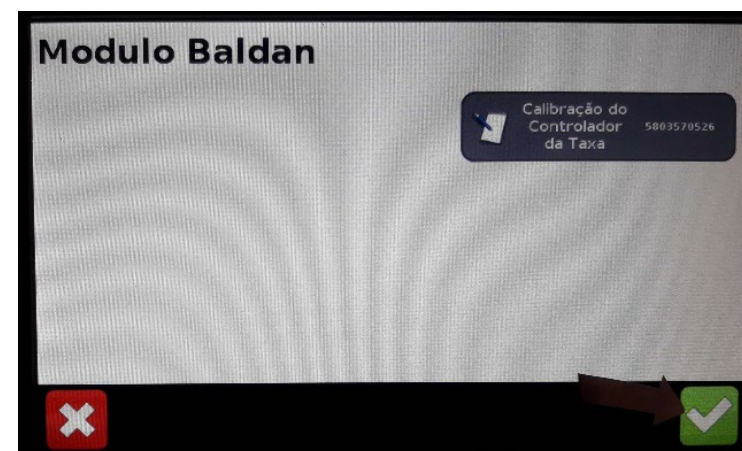 Modulo Baldan
Calibração do
Controlador
da Taxa
5803570526